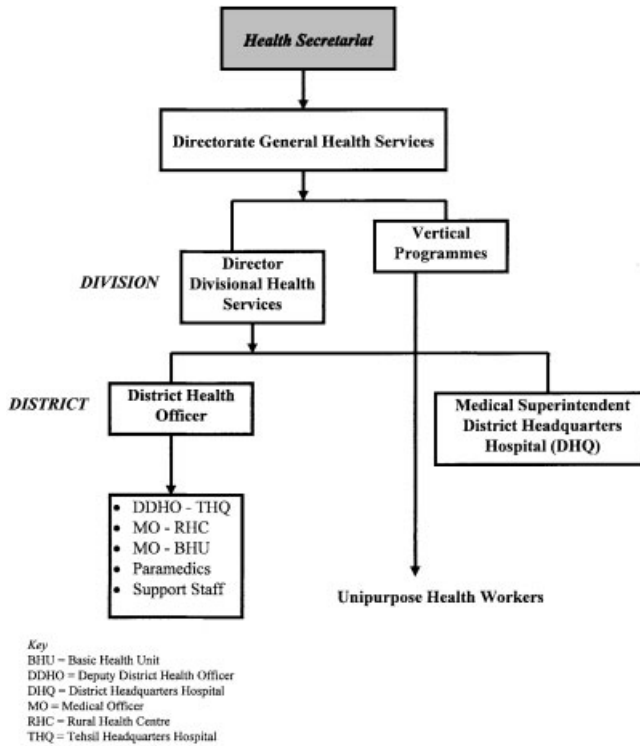 Health Secretariat
Directorate General Health Services
Vertical
Programmes
DIVISION
Director
Divisional Health
Services
DISTRICT
District Health
Officer
Medical Superintendent
District Headquarters
Hospital (DHQ)
• DDHO - THQ
• MO - RHC
• MO - BHU
• Paramedics
• Support Staff
Unipurpose Health Workers
Key
BHU = Basic Health Unit
DDHO = Deputy District Health Officer
DHQ = District Headquarters Hospital
MO = Medical Officer
RHC = Rural Health Centre
THQ = Tehsil Headquarters Hospital